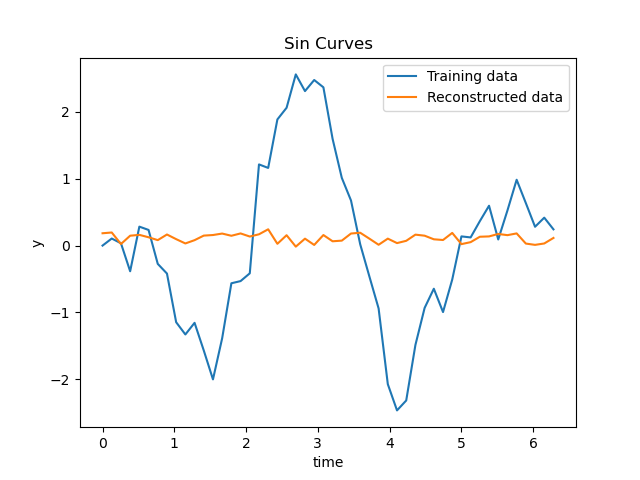 Sin Curves
Training data
Reconstructed data
y
2
1
0
−1
−2
0 1 2 3 4 5 6
time